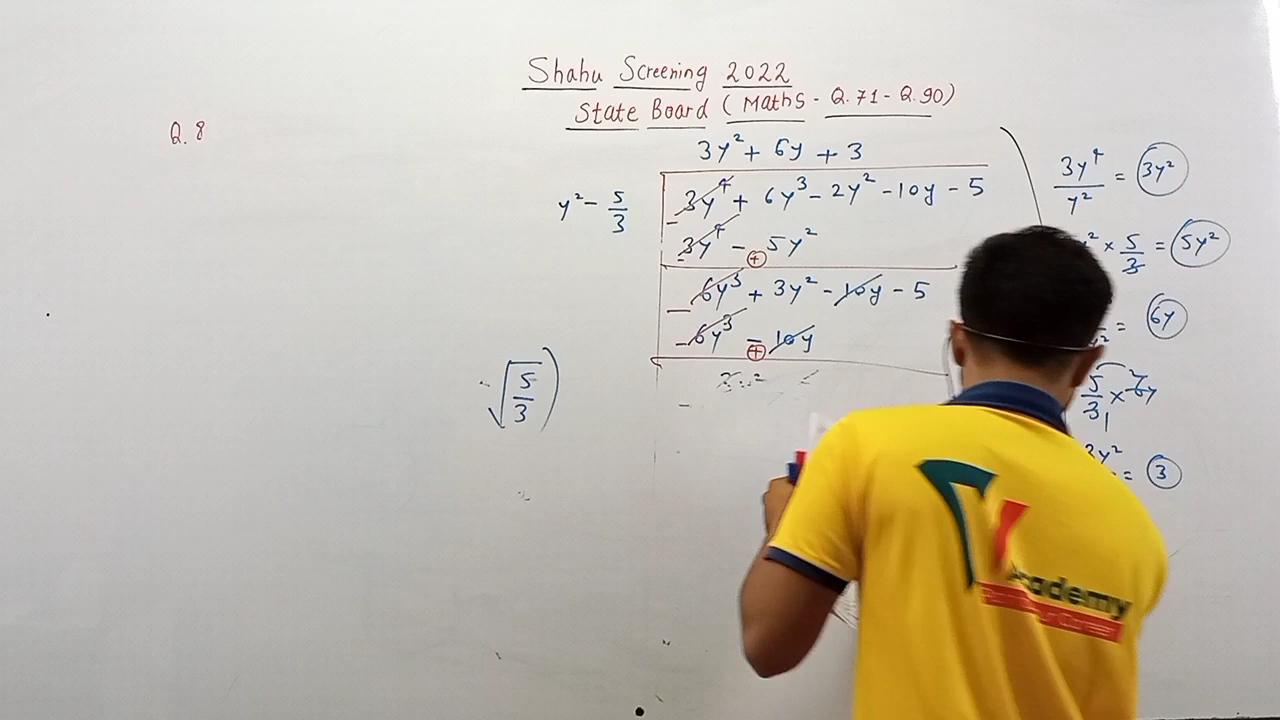 Shahu Screening 2022
State Board (Maths - Q.71 - Q.90)
Q.8
3y² + 6y + 3
y² - 5/3
3y⁴ + 6y³ - 2y² - 10y - 5
3y⁴ - 5y²
+
6y³ + 3y² - 10y - 5
- 6y³ - 10y
+
√5/3)
3y⁴/y² = 3y²
× 5/3 = 5y²
= 6y
5/3 ×
= 3
Academy